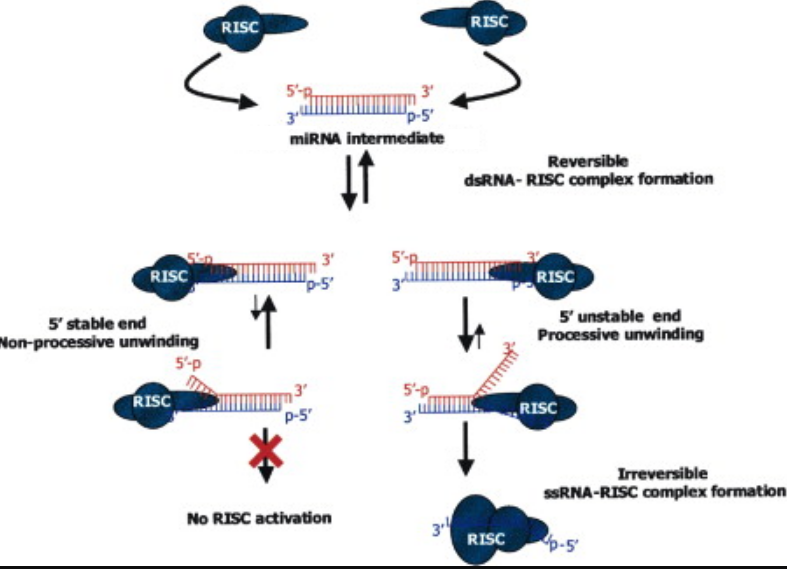 RISC
RISC
5'-p 3'
3' p-5'
miRNA intermediate
Reversible
dsRNA- RISC complex formation
5'-p 3'
RISC
3' p-5'
5'-p 3'
RISC
3' p-5'
5' stable end
Non-processive unwinding
5' unstable end
Processive unwinding
5'-p
3'
RISC
p-5'
3'
5'-p
RISC
3'
No RISC activation
Irreversible
ssRNA-RISC complex formation
3'
RISC
p-5'